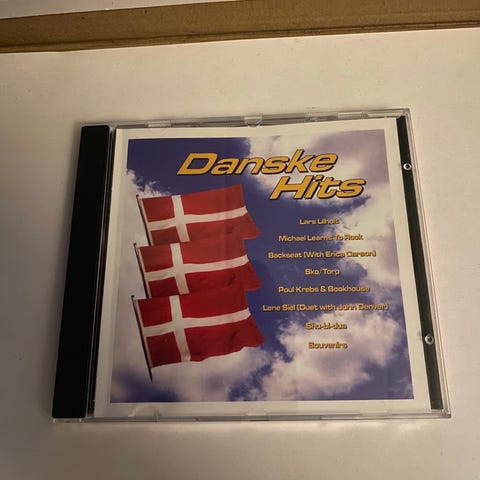 Danske
Hits
Lars Lilholt
Michael Learns To Rock
Backseat (With Erica Carson)
Sko/Torp
Poul Krebs & Bookhouse
Lene Siel (Duet with John Denver)
Shu-bi-dua
Souvenirs